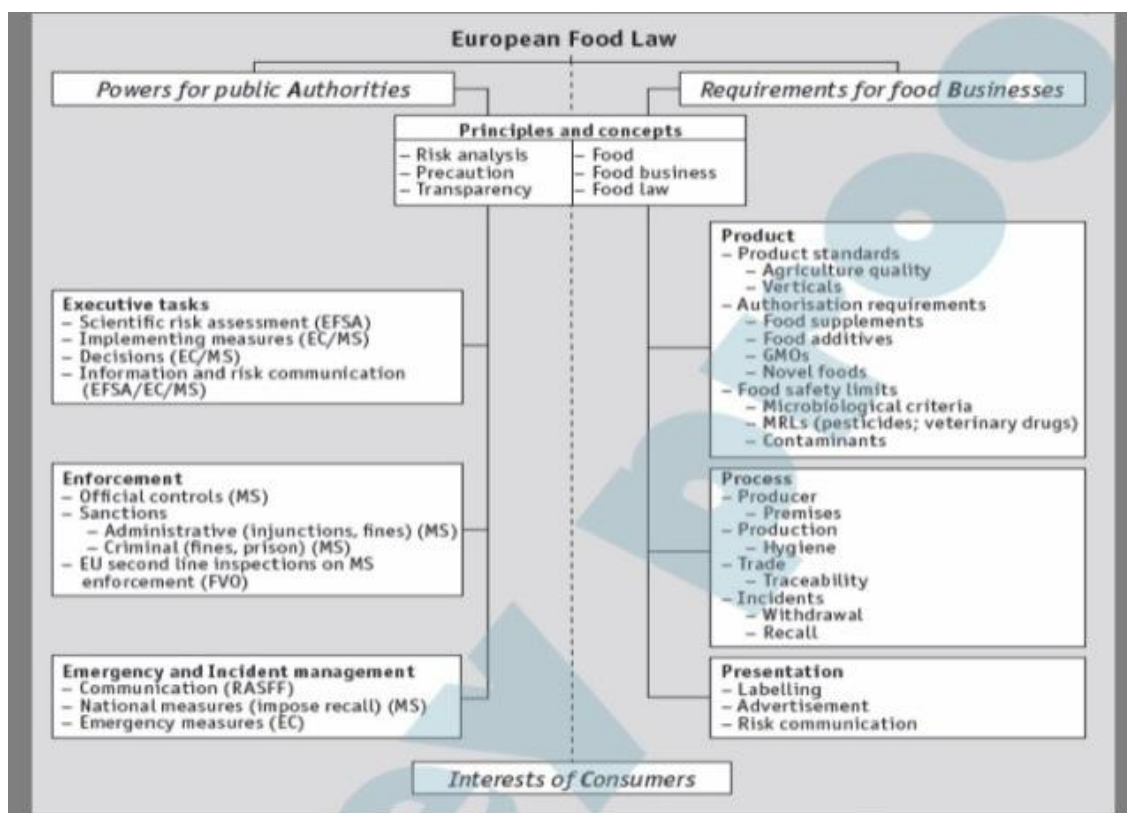 European Food Law
Powers for public Authorities
Requirements for food Businesses
Principles and concepts
– Risk analysis
– Precaution
– Transparency
– Food
– Food business
– Food law
Executive tasks
– Scientific risk assessment (EFSA)
– Implementing measures (EC/MS)
– Decisions (EC/MS)
– Information and risk communication
(EFSA/EC/MS)
Enforcement
– Official controls (MS)
– Sanctions
– Administrative (injunctions, fines) (MS)
– Criminal (fines, prison) (MS)
– EU second line inspections on MS
enforcement (FVO)
Emergency and Incident management
– Communication (RASFF)
– National measures (impose recall) (MS)
– Emergency measures (EC)
Product
– Product standards
– Agriculture quality
– Verticals
– Authorisation requirements
– Food supplements
– Food additives
– GMOs
– Novel foods
– Food safety limits
– Microbiological criteria
– MRLs (pesticides; veterinary drugs)
– Contaminants
Process
– Producer
– Premises
– Production
– Hygiene
– Trade
– Traceability
– Incidents
– Withdrawal
– Recall
Presentation
– Labelling
– Advertisement
– Risk communication
Interests of Consumers